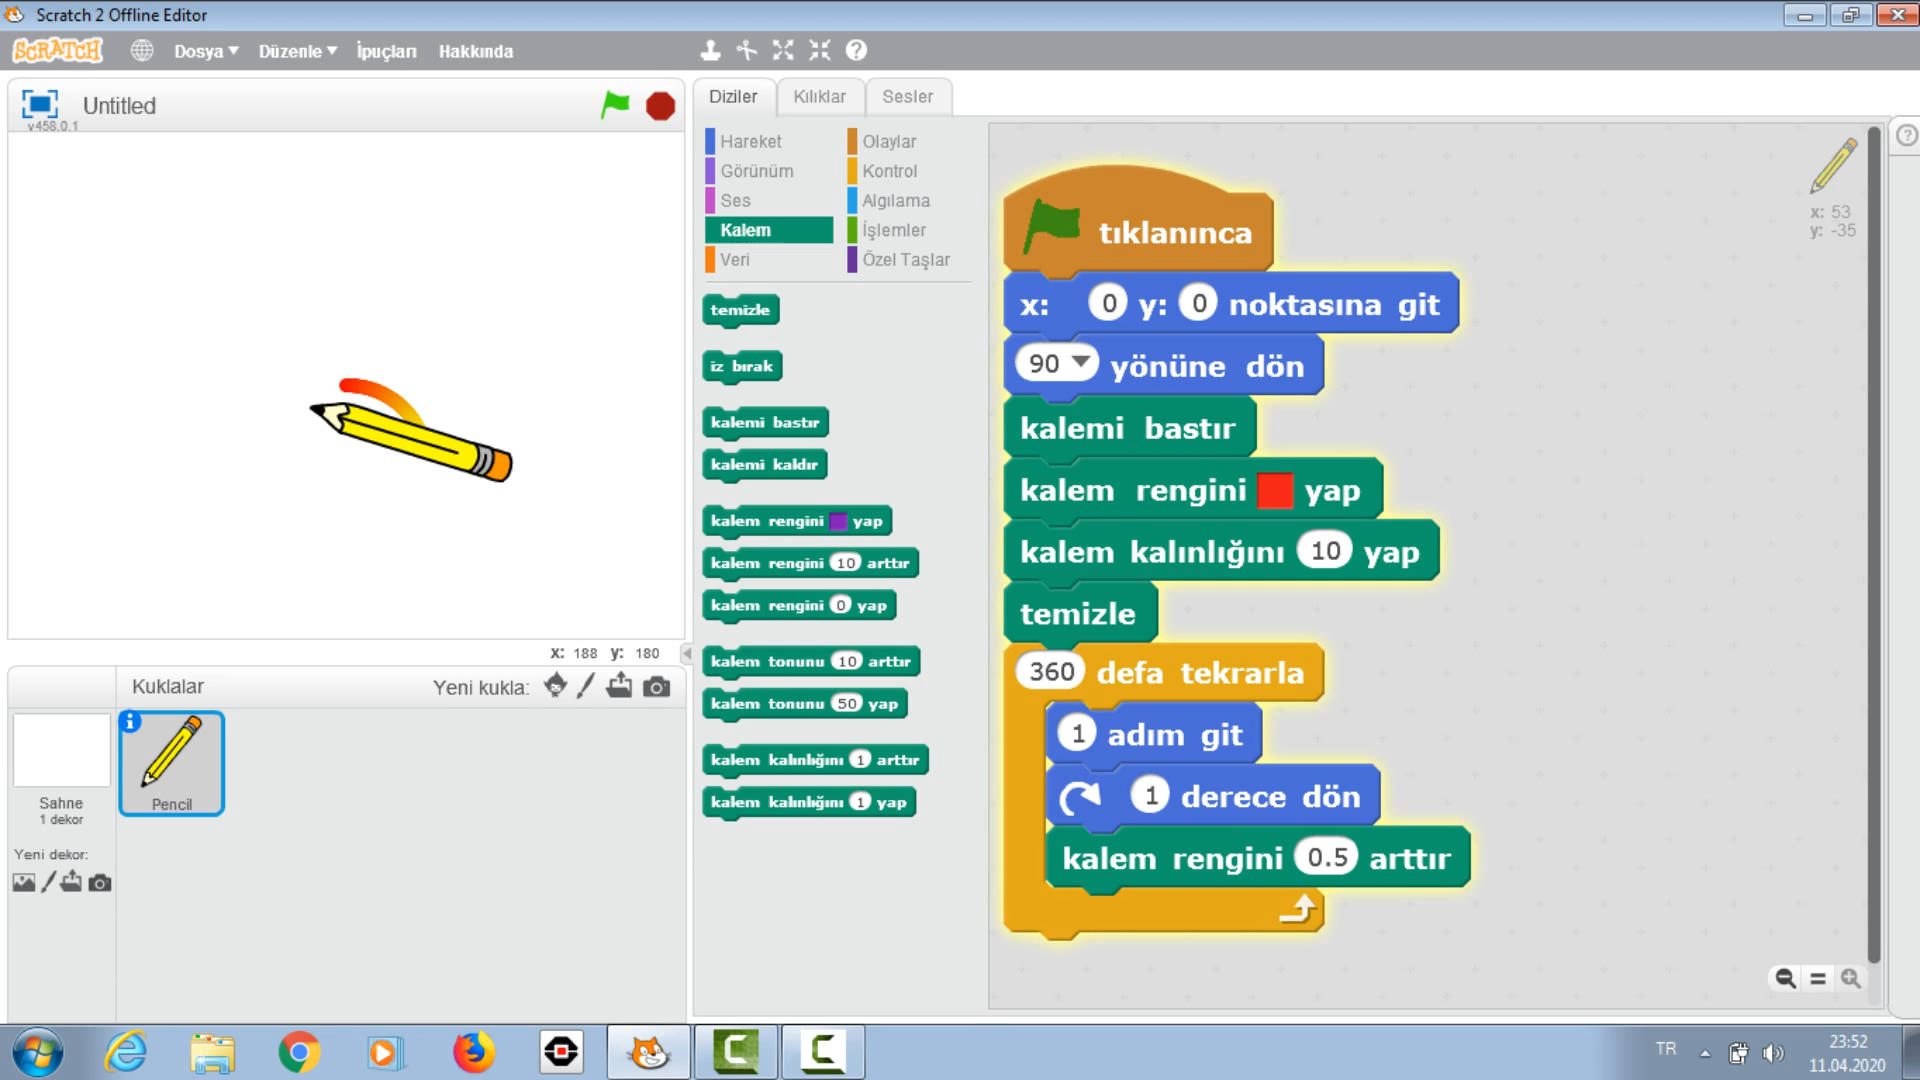 Scratch 2 Offline Editor
SCRATCH
Dosya
Düzenle
İpuçları
Hakkında
Untitled
v458.0.1
Diziler
Kılıklar
Sesler
Hareket
Olaylar
Görünüm
Kontrol
Ses
Algılama
Kalem
İşlemler
Veri
Özel Taşlar
temizle
iz bırak
kalemi bastır
kalemi kaldır
kalem rengini yap
kalem rengini 10 arttır
kalem rengini 0 yap
kalem tonunu 10 arttır
kalem tonunu 50 yap
kalem kalınlığını 1 arttır
kalem kalınlığını 1 yap
tıklanınca
x: 0 y: 0 noktasına git
90 yönüne dön
kalemi bastır
kalem rengini yap
kalem kalınlığını 10 yap
temizle
360 defa tekrarla
1 adım git
1 derece dön
kalem rengini 0.5 arttır
x: 53
y: -35
x: 188 y: 180
Kuklalar
Yeni kukla:
Pencil
Sahne
1 dekor
Yeni dekor:
TR
23:52
11.04.2020